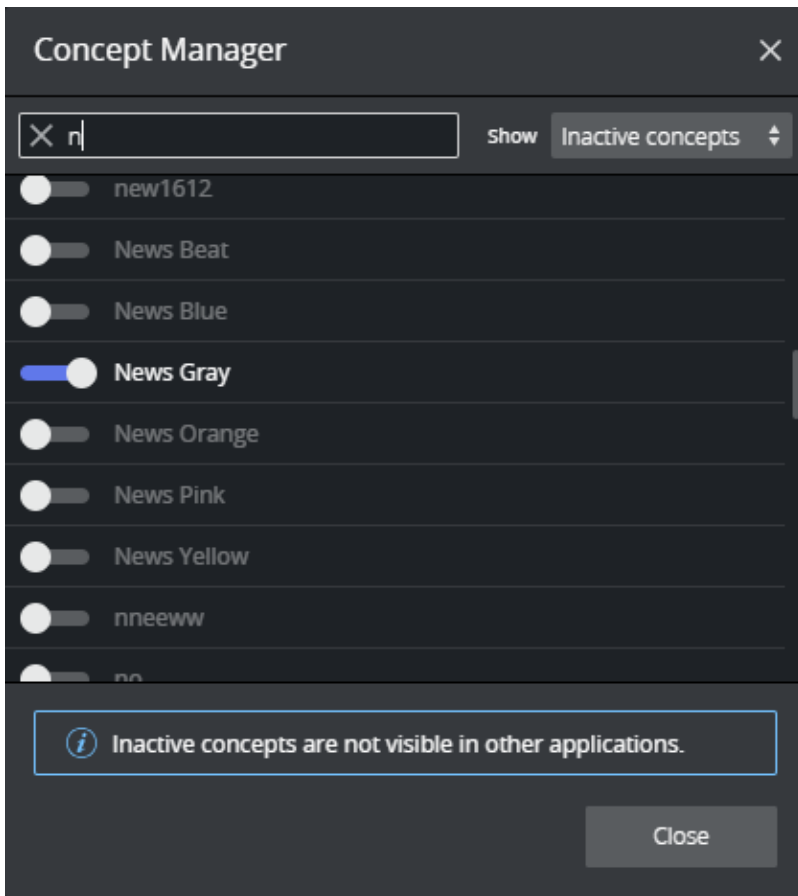 Concept Manager
n
Show Inactive concepts
new1612
News Beat
News Blue
News Gray
News Orange
News Pink
News Yellow
nneeww
no
Inactive concepts are not visible in other applications.
Close